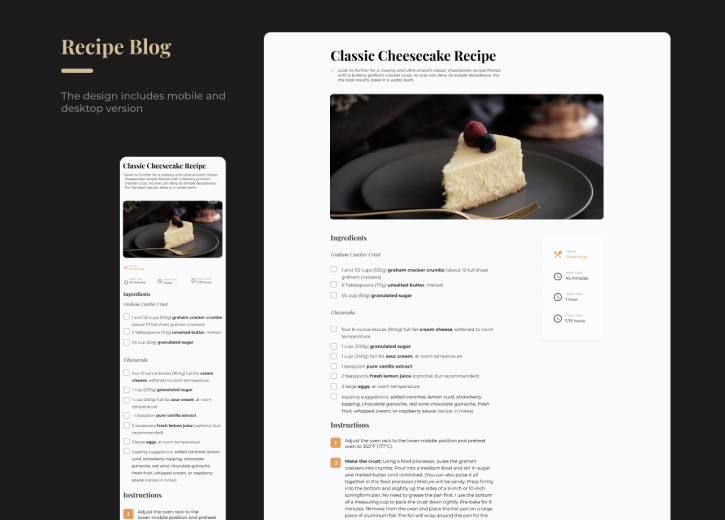 Recipe Blog
The design includes mobile and
desktop version
Classic Cheesecake Recipe
Look no further for a creamy and ultra smooth classic
cheesecake recipe! Paired with a buttery graham
cracker crust, no one can deny its simple decadence.
For the best results, bake in a water bath.
12 servings
45 minutes
1 hour
7,75 hours
Ingredients
Graham Cracker Crust
1 and 1/2 cups (150g) graham cracker crumbs
(about 10 full sheet graham crackers)
5 Tablespoons (70g) unsalted butter, melted
1/4 cup (50g) granulated sugar
Cheesecake
four 8-ounce blocks (904g) full-fat cream
cheese, softened to room temperature
1 cup (200g) granulated sugar
1 cup (240g) full-fat sour cream, at room
temperature
1 teaspoon pure vanilla extract
2 teaspoons fresh lemon juice (optional but
recommended)
3 large eggs, at room temperature
topping suggestions: salted caramel, lemon
curd, strawberry topping, chocolate
ganache, red wine chocolate ganache,
fresh fruit, whipped cream, or raspberry
sauce (recipe in notes)
Instructions
1 Adjust the oven rack to the
lower-middle position and preheat
Classic Cheesecake Recipe
Look no further for a creamy and ultra smooth classic cheesecake recipe! Paired
with a buttery graham cracker crust, no one can deny its simple decadence. For
the best results, bake in a water bath.
Ingredients
Graham Cracker Crust
1 and 1/2 cups (150g) graham cracker crumbs (about 10 full sheet
graham crackers)
5 Tablespoons (70g) unsalted butter, melted
1/4 cup (50g) granulated sugar
Cheesecake
four 8-ounce blocks (904g) full-fat cream cheese, softened to room
temperature
1 cup (200g) granulated sugar
1 cup (240g) full-fat sour cream, at room temperature
1 teaspoon pure vanilla extract
2 teaspoons fresh lemon juice (optional, but recommended)
3 large eggs, at room temperature
topping suggestions: salted caramel, lemon curd, strawberry
topping, chocolate ganache, red wine chocolate ganache, fresh
fruit, whipped cream, or raspberry sauce (recipe in notes)
12 servings
45 minutes
1 hour
7,75 hours
Instructions
1 Adjust the oven rack to the lower-middle position and preheat
oven to 350°F (177°C).
2 Make the crust: Using a food processor, pulse the graham
crackers into crumbs. Pour into a medium bowl and stir in sugar
and melted butter until combined. (You can also pulse it all
together in the food processor.) Mixture will be sandy. Press firmly
into the bottom and slightly up the sides of a 9-inch or 10-inch
springform pan. No need to grease the pan first. I use the bottom
of a measuring cup to pack the crust down tightly. Pre-bake for 8
minutes. Remove from the oven and place the hot pan on a large
piece of aluminum foil. The foil will wrap around the pan for the